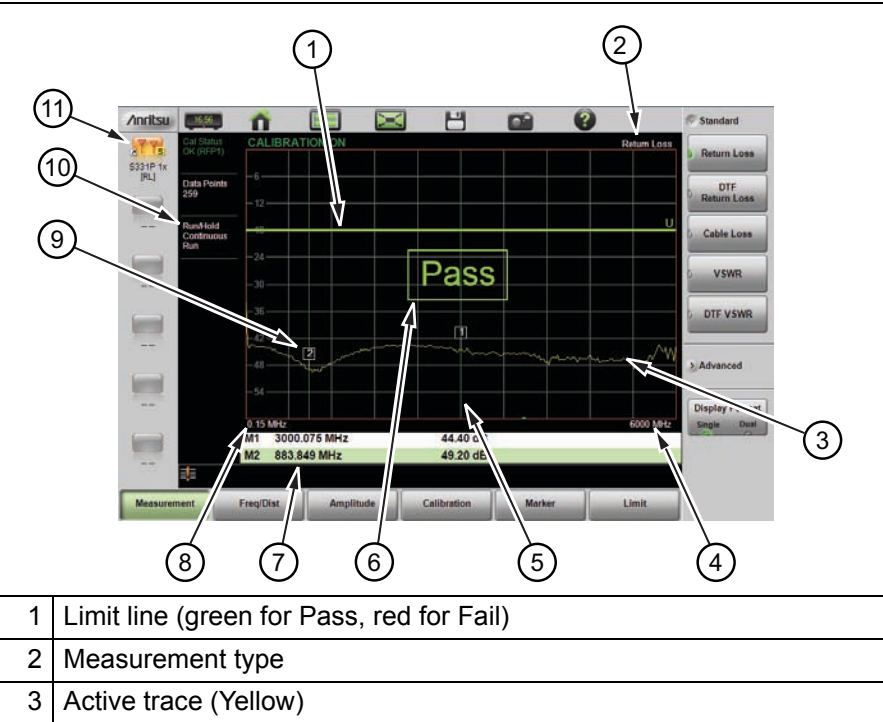 1
2
11
/Inritsu
16:56
?
Standard
Cal Status
OK (RFP1)
CALIBRATION ON
Return Loss
Return Loss
S331P 1x
[RL]
10
Data Points
259
-6
-12
DTF
Return Loss
--
Run/Hold
Continuous
Run
-18
U
Cable Loss
9
-24
Pass
VSWR
--
-30
-36
DTF VSWR
--
-42
2
1
-48
Advanced
-54
--
Display Format
Single
Dual
0.15 MHz
6000 MHz
3
M1 3000.075 MHz 44.40 dB
M2 883.849 MHz 49.20 dB
--
Measurement
Freq/Dist
Amplitude
Calibration
Marker
Limit
8
7
6
5
4
1 Limit line (green for Pass, red for Fail)
2 Measurement type
3 Active trace (Yellow)